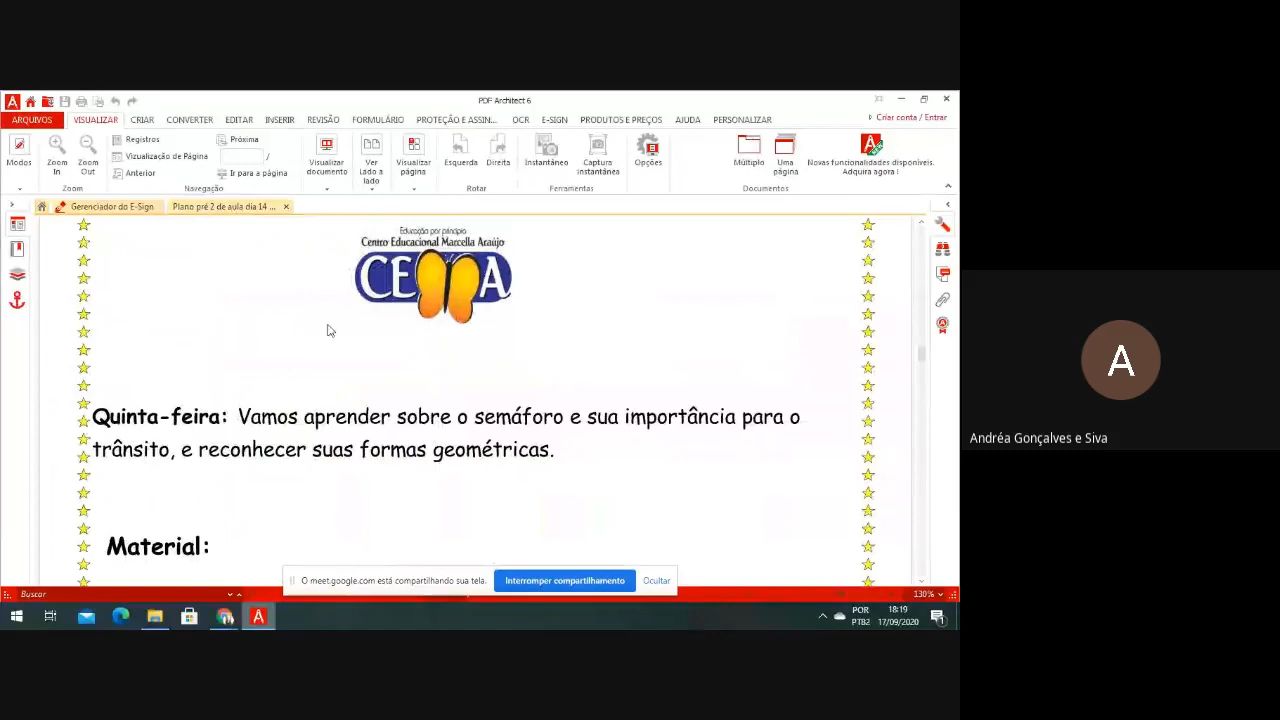 PDF Architect 6
ARQUIVOS VISUALIZAR CRIAR CONVERTER EDITAR INSERIR REVISÃO FORMULÁRIO PROTEÇÃO E ASSIN... OCR E-SIGN PRODUTOS E PREÇOS AJUDA PERSONALIZAR
Criar conta / Entrar
Modos
Zoom In
Zoom Out
Zoom
Registros
Vizualização de Página
Anterior
Próxima
/
Ir para a página
Navegação
Visualizar documento
Ver lado a lado
Visualizar página
Esquerda
Direita
Rotar
Instantâneo
Captura instantânea
Ferramentas
Opções
Múltiplo
Uma página
Documentos
Novas funcionalidades disponíveis.
Adquira agora !
Gerenciador do E-Sign
Plano pré 2 de aula dia 14 ...
Educação por princípio
Centro Educacional Marcella Araújo
CEMA
Quinta-feira: Vamos aprender sobre o semáforo e sua importância para o
trânsito, e reconhecer suas formas geométricas.
Material:
O meet.google.com está compartilhando sua tela.
Interromper compartilhamento
Ocultar
Buscar
130%
POR
PTB2
18:19
17/09/2020
1
A
Andréa Gonçalves e Siva